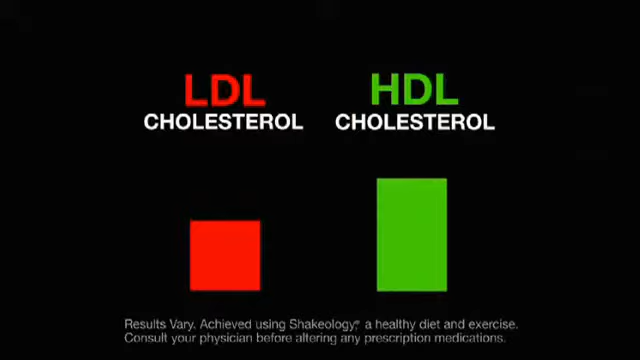 LDL HDL
CHOLESTEROL CHOLESTEROL
Results Vary. Achieved using Shakeology® a healthy diet and exercise.
Consult your physician before altering any prescription medications.